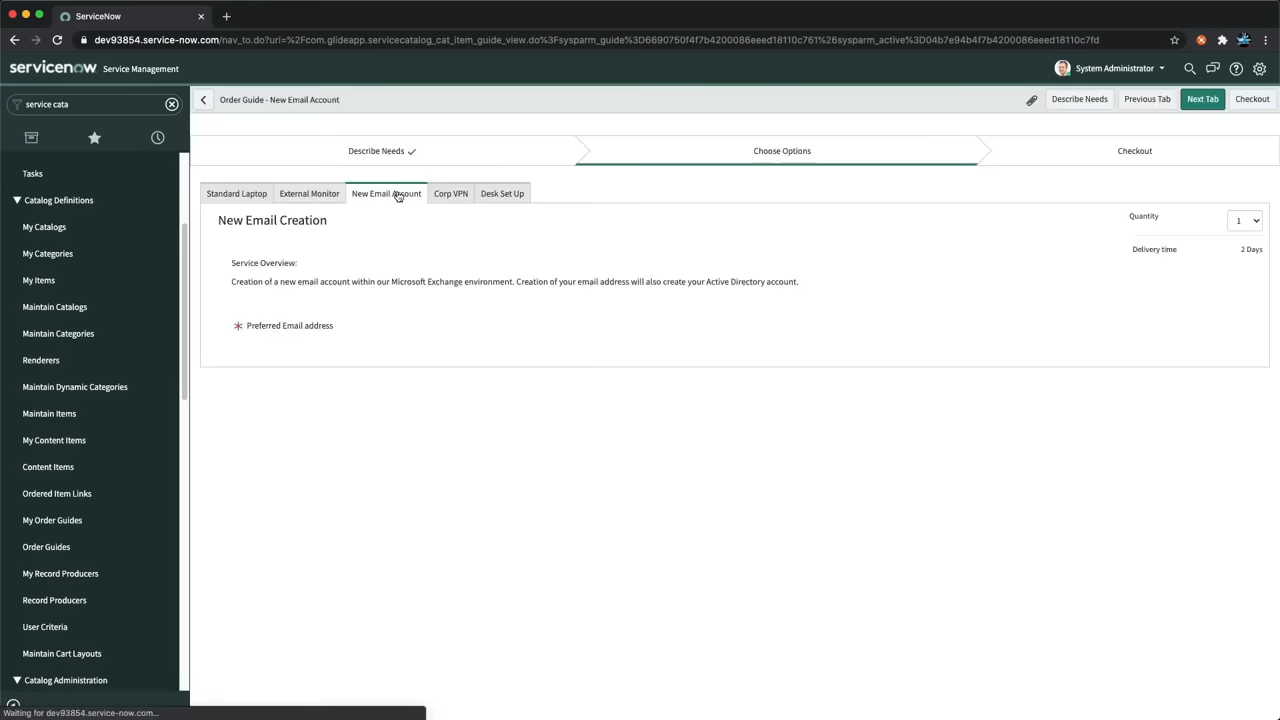 ServiceNow
dev93854.service-now.com/nav_to.do?uri=%2Fcom.glideapp.servicecatalog_cat_item_guide_view.do%3Fsysparm_guide%3D6690750f4f7b4200086eeed18110c761%26sysparm_active%3D04b7e94b4f7b4200086eeed18110c7fd
servicenow Service Management
System Administrator
service cata
Order Guide - New Email Account
Describe Needs
Previous Tab
Next Tab
Checkout
Describe Needs
Choose Options
Checkout
Tasks
Catalog Definitions
My Catalogs
My Categories
My Items
Maintain Catalogs
Maintain Categories
Renderers
Maintain Dynamic Categories
Maintain Items
My Content Items
Content Items
Ordered Item Links
My Order Guides
Order Guides
My Record Producers
Record Producers
User Criteria
Maintain Cart Layouts
Catalog Administration
Standard Laptop
External Monitor
New Email Account
Corp VPN
Desk Set Up
New Email Creation
Quantity
1
Delivery time
2 Days
Service Overview:
Creation of a new email account within our Microsoft Exchange environment. Creation of your email address will also create your Active Directory account.
Preferred Email address
Waiting for dev93854.service-now.com...